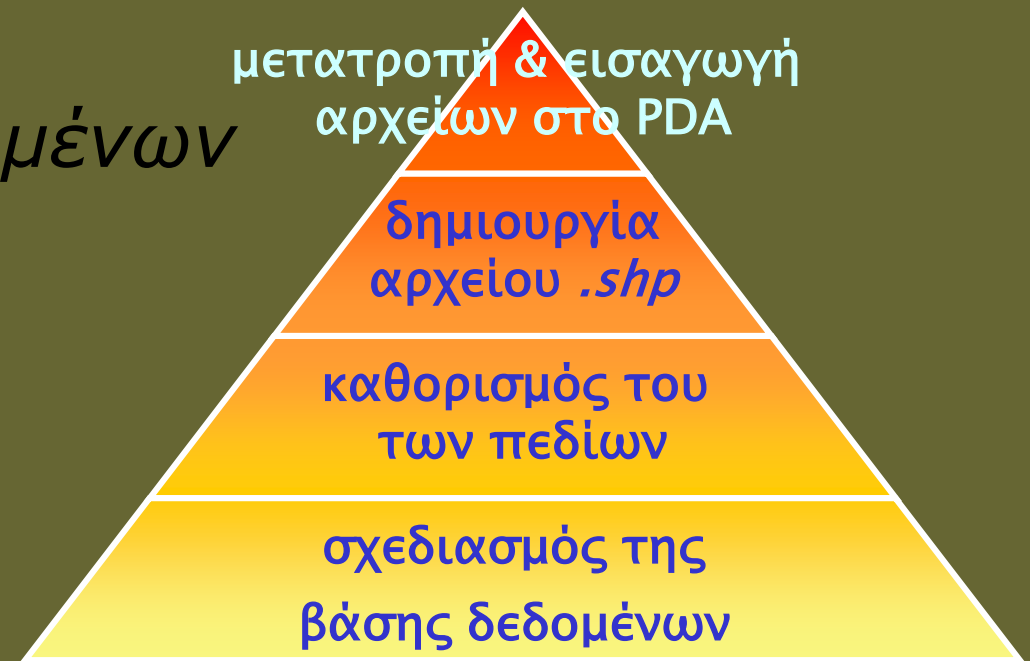 μετατροπή & εισαγωγή
αρχείων στο PDA
μένων
δημιουργία
αρχείου .shp
καθορισμός του
των πεδίων
σχεδιασμός της
βάσης δεδομένων